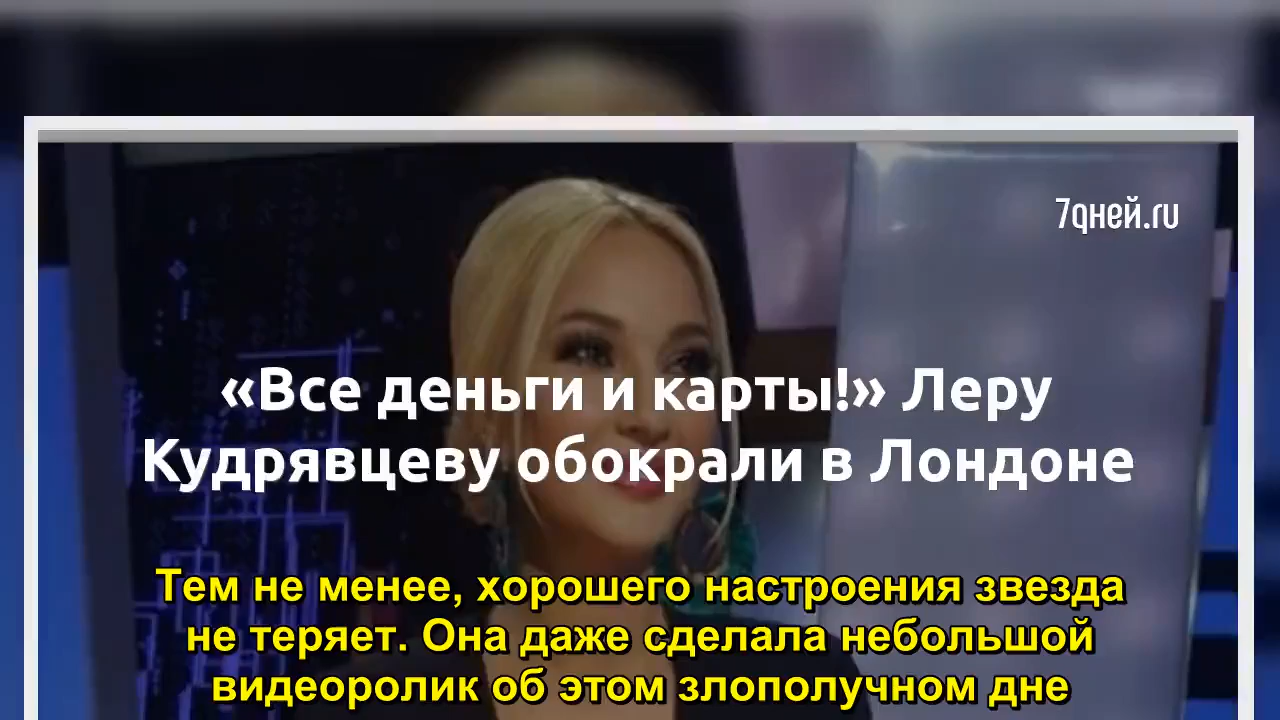 7дней.ru
«Все деньги и карты!» Леру
Кудрявцеву обокрали в Лондоне
Тем не менее, хорошего настроения звезда
не теряет. Она даже сделала небольшой
видеоролик об этом злополучном дне